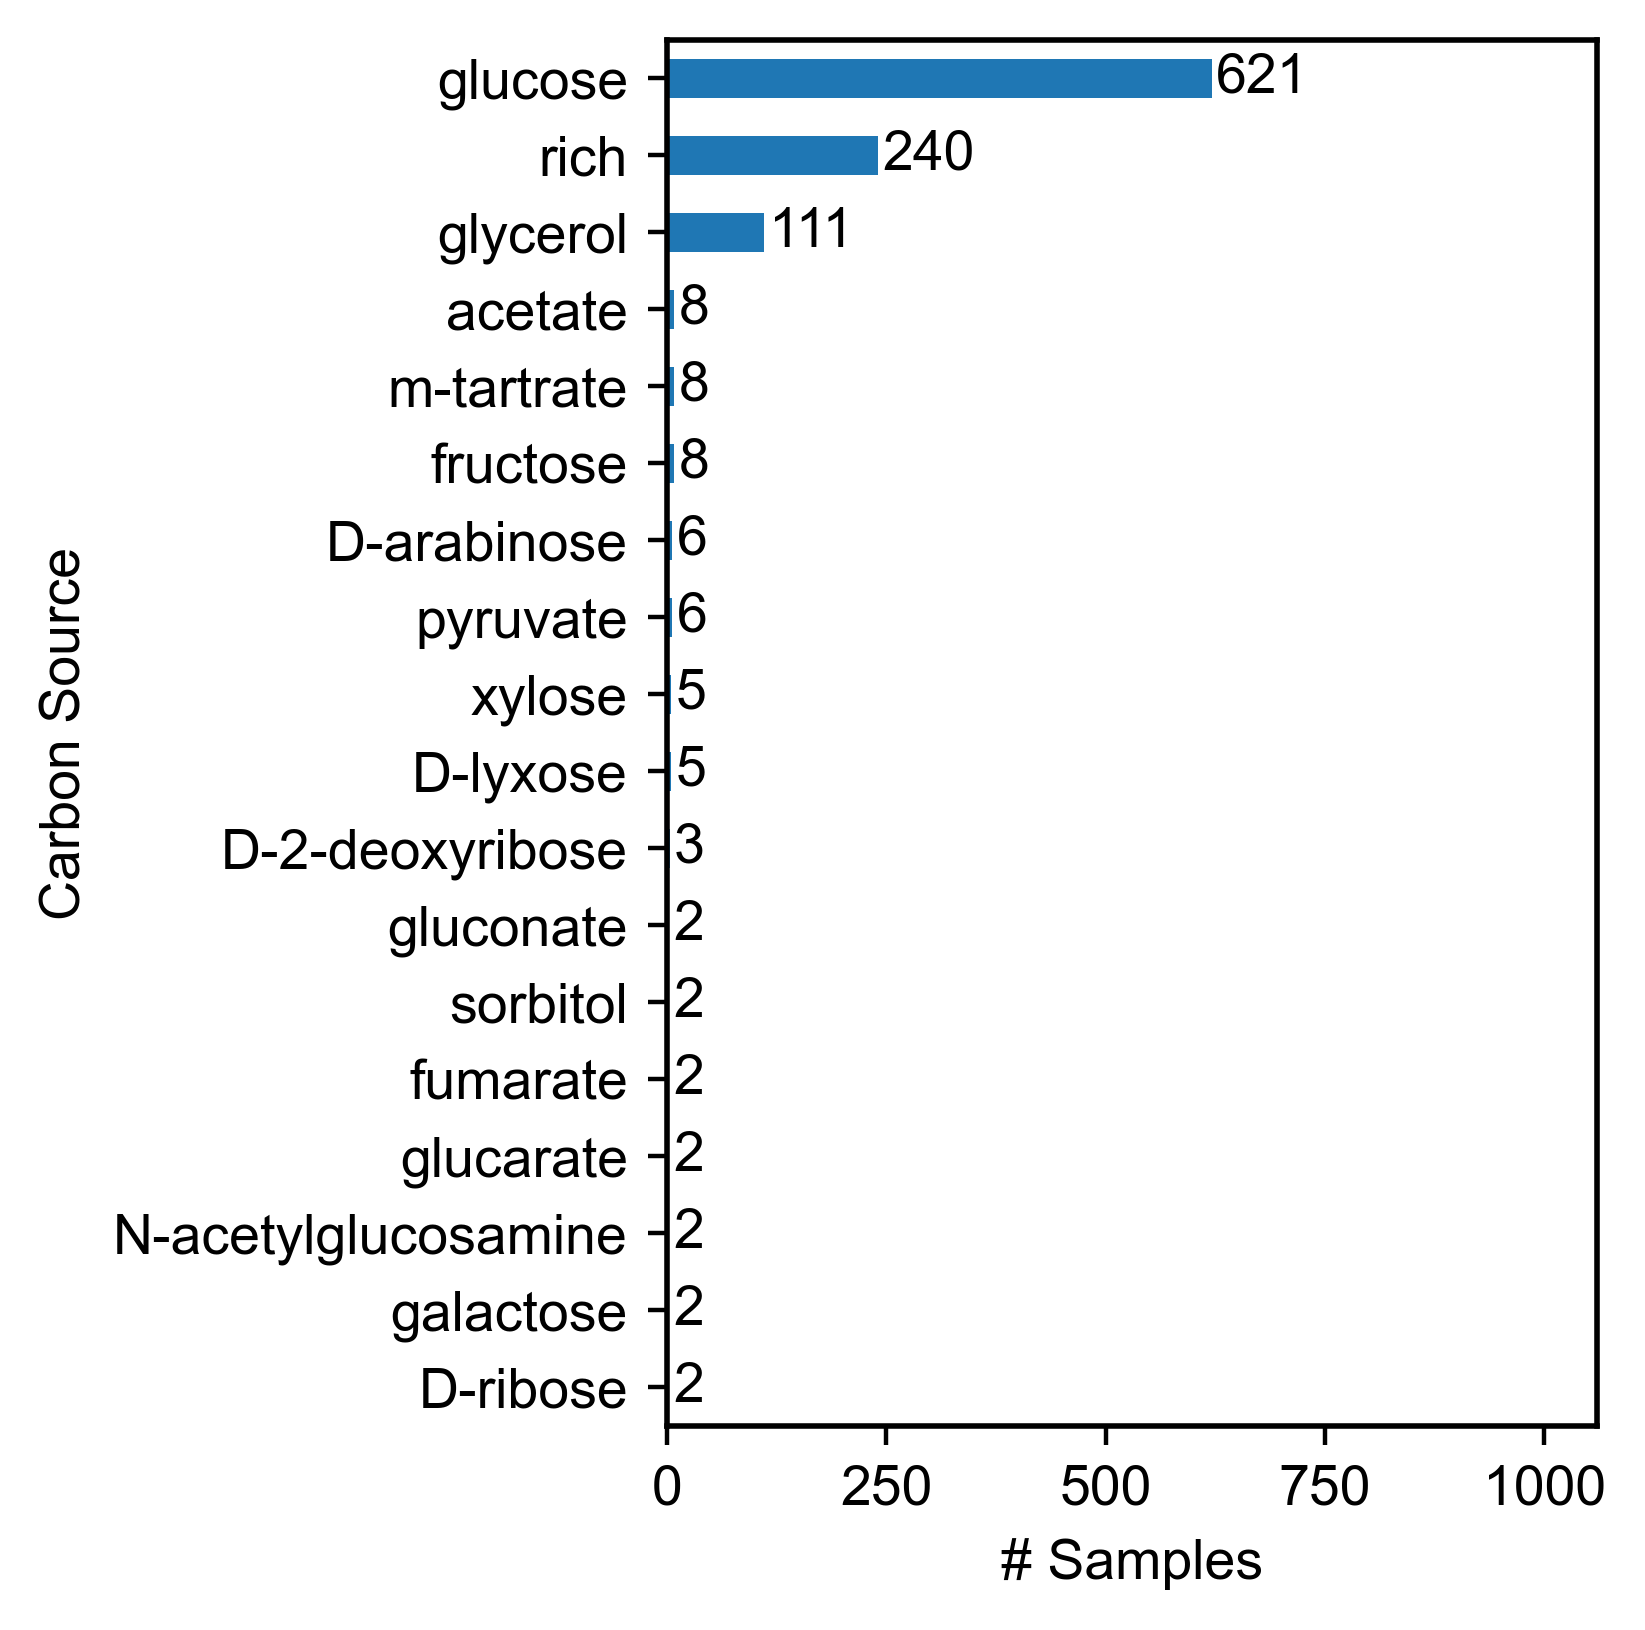 glucose 621
rich 240
glycerol 111
acetate 8
m-tartrate 8
fructose 8
D-arabinose 6
pyruvate 6
xylose 5
D-lyxose 5
D-2-deoxyribose 3
gluconate 2
sorbitol 2
fumarate 2
glucarate 2
N-acetylglucosamine 2
galactose 2
D-ribose 2
Carbon Source
0 250 500 750 1000
# Samples